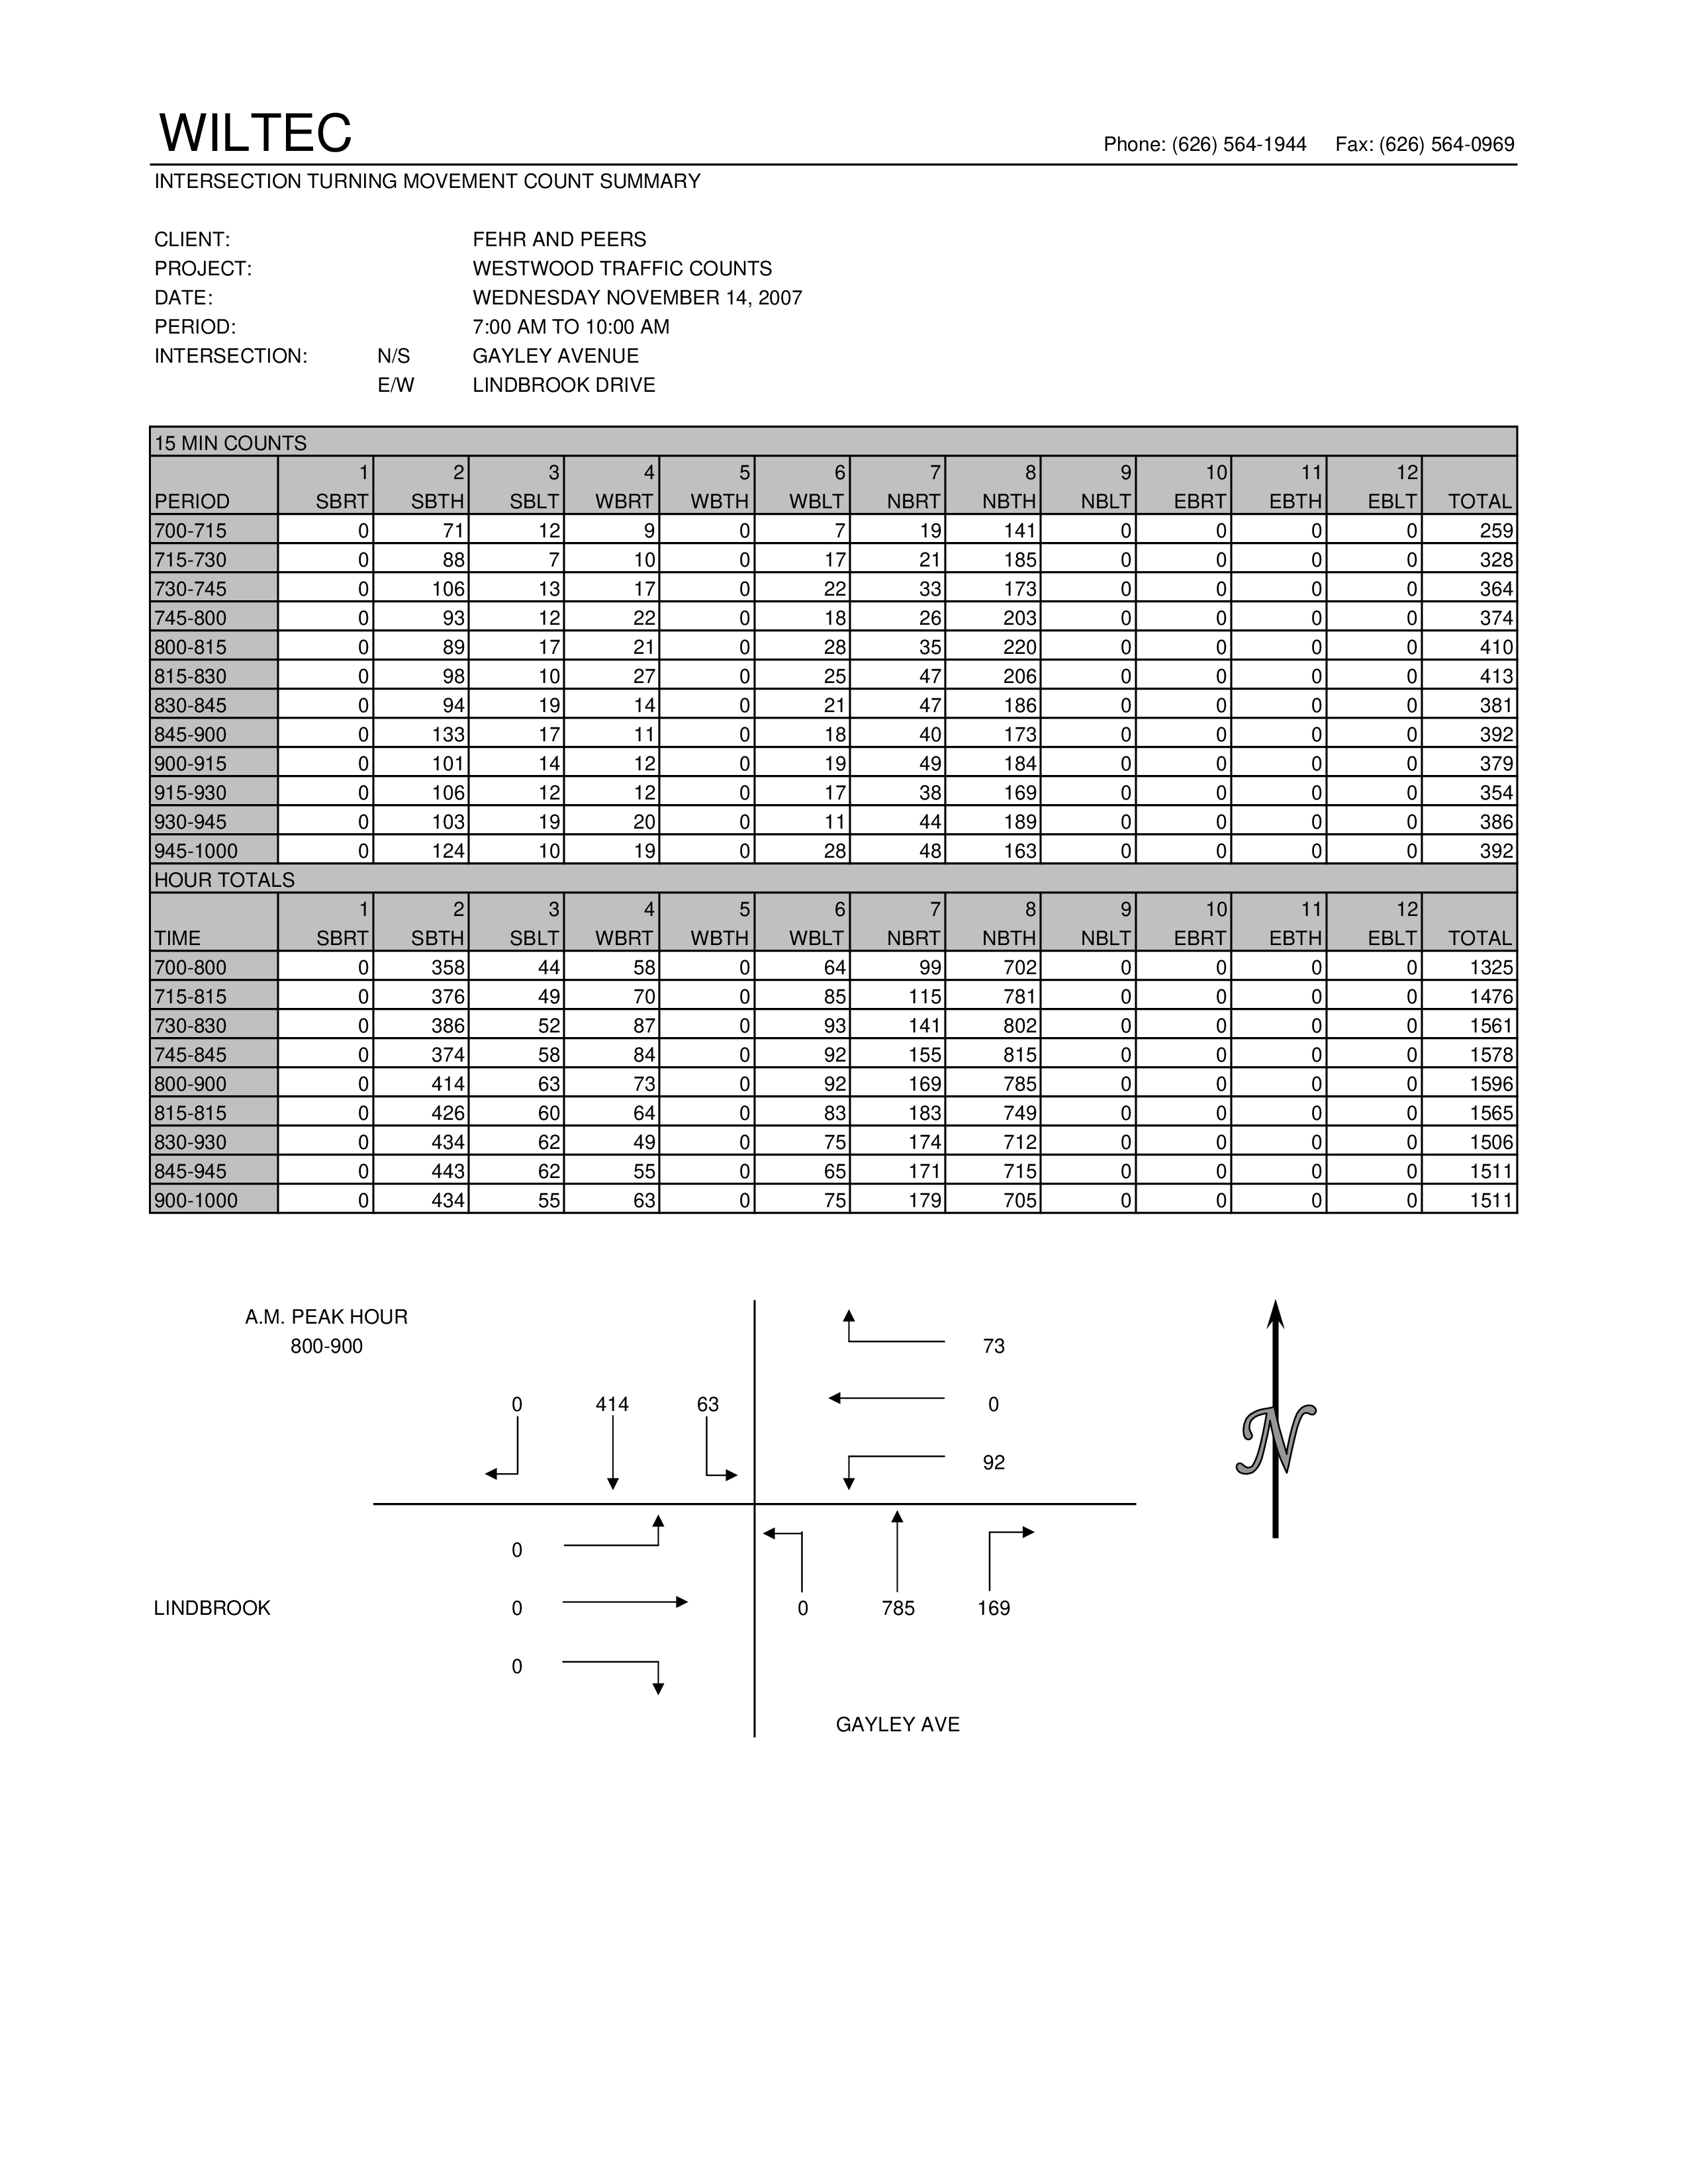 WILTEC
Phone: (626) 564-1944 Fax: (626) 564-0969
INTERSECTION TURNING MOVEMENT COUNT SUMMARY
CLIENT: FEHR AND PEERS
PROJECT: WESTWOOD TRAFFIC COUNTS
DATE: WEDNESDAY NOVEMBER 14, 2007
PERIOD: 7:00 AM TO 10:00 AM
INTERSECTION: N/S GAYLEY AVENUE
E/W LINDBROOK DRIVE
15 MIN COUNTS
1 2 3 4 5 6 7 8 9 10 11 12
PERIOD SBRT SBTH SBLT WBRT WBTH WBLT NBRT NBTH NBLT EBRT EBTH EBLT TOTAL
700-715 0 71 12 9 0 7 19 141 0 0 0 0 259
715-730 0 88 7 10 0 17 21 185 0 0 0 0 328
730-745 0 106 13 17 0 22 33 173 0 0 0 0 364
745-800 0 93 12 22 0 18 26 203 0 0 0 0 374
800-815 0 89 17 21 0 28 35 220 0 0 0 0 410
815-830 0 98 10 27 0 25 47 206 0 0 0 0 413
830-845 0 94 19 14 0 21 47 186 0 0 0 0 381
845-900 0 133 17 11 0 18 40 173 0 0 0 0 392
900-915 0 101 14 12 0 19 49 184 0 0 0 0 379
915-930 0 106 12 12 0 17 38 169 0 0 0 0 354
930-945 0 103 19 20 0 11 44 189 0 0 0 0 386
945-1000 0 124 10 19 0 28 48 163 0 0 0 0 392
HOUR TOTALS
1 2 3 4 5 6 7 8 9 10 11 12
TIME SBRT SBTH SBLT WBRT WBTH WBLT NBRT NBTH NBLT EBRT EBTH EBLT TOTAL
700-800 0 358 44 58 0 64 99 702 0 0 0 0 1325
715-815 0 376 49 70 0 85 115 781 0 0 0 0 1476
730-830 0 386 52 87 0 93 141 802 0 0 0 0 1561
745-845 0 374 58 84 0 92 155 815 0 0 0 0 1578
800-900 0 414 63 73 0 92 169 785 0 0 0 0 1596
815-815 0 426 60 64 0 83 183 749 0 0 0 0 1565
830-930 0 434 62 49 0 75 174 712 0 0 0 0 1506
845-945 0 443 62 55 0 65 171 715 0 0 0 0 1511
900-1000 0 434 55 63 0 75 179 705 0 0 0 0 1511
A.M. PEAK HOUR
800-900 73
0 414 63 0
N
92
0
LINDBROOK 0 0 785 169
0
GAYLEY AVE